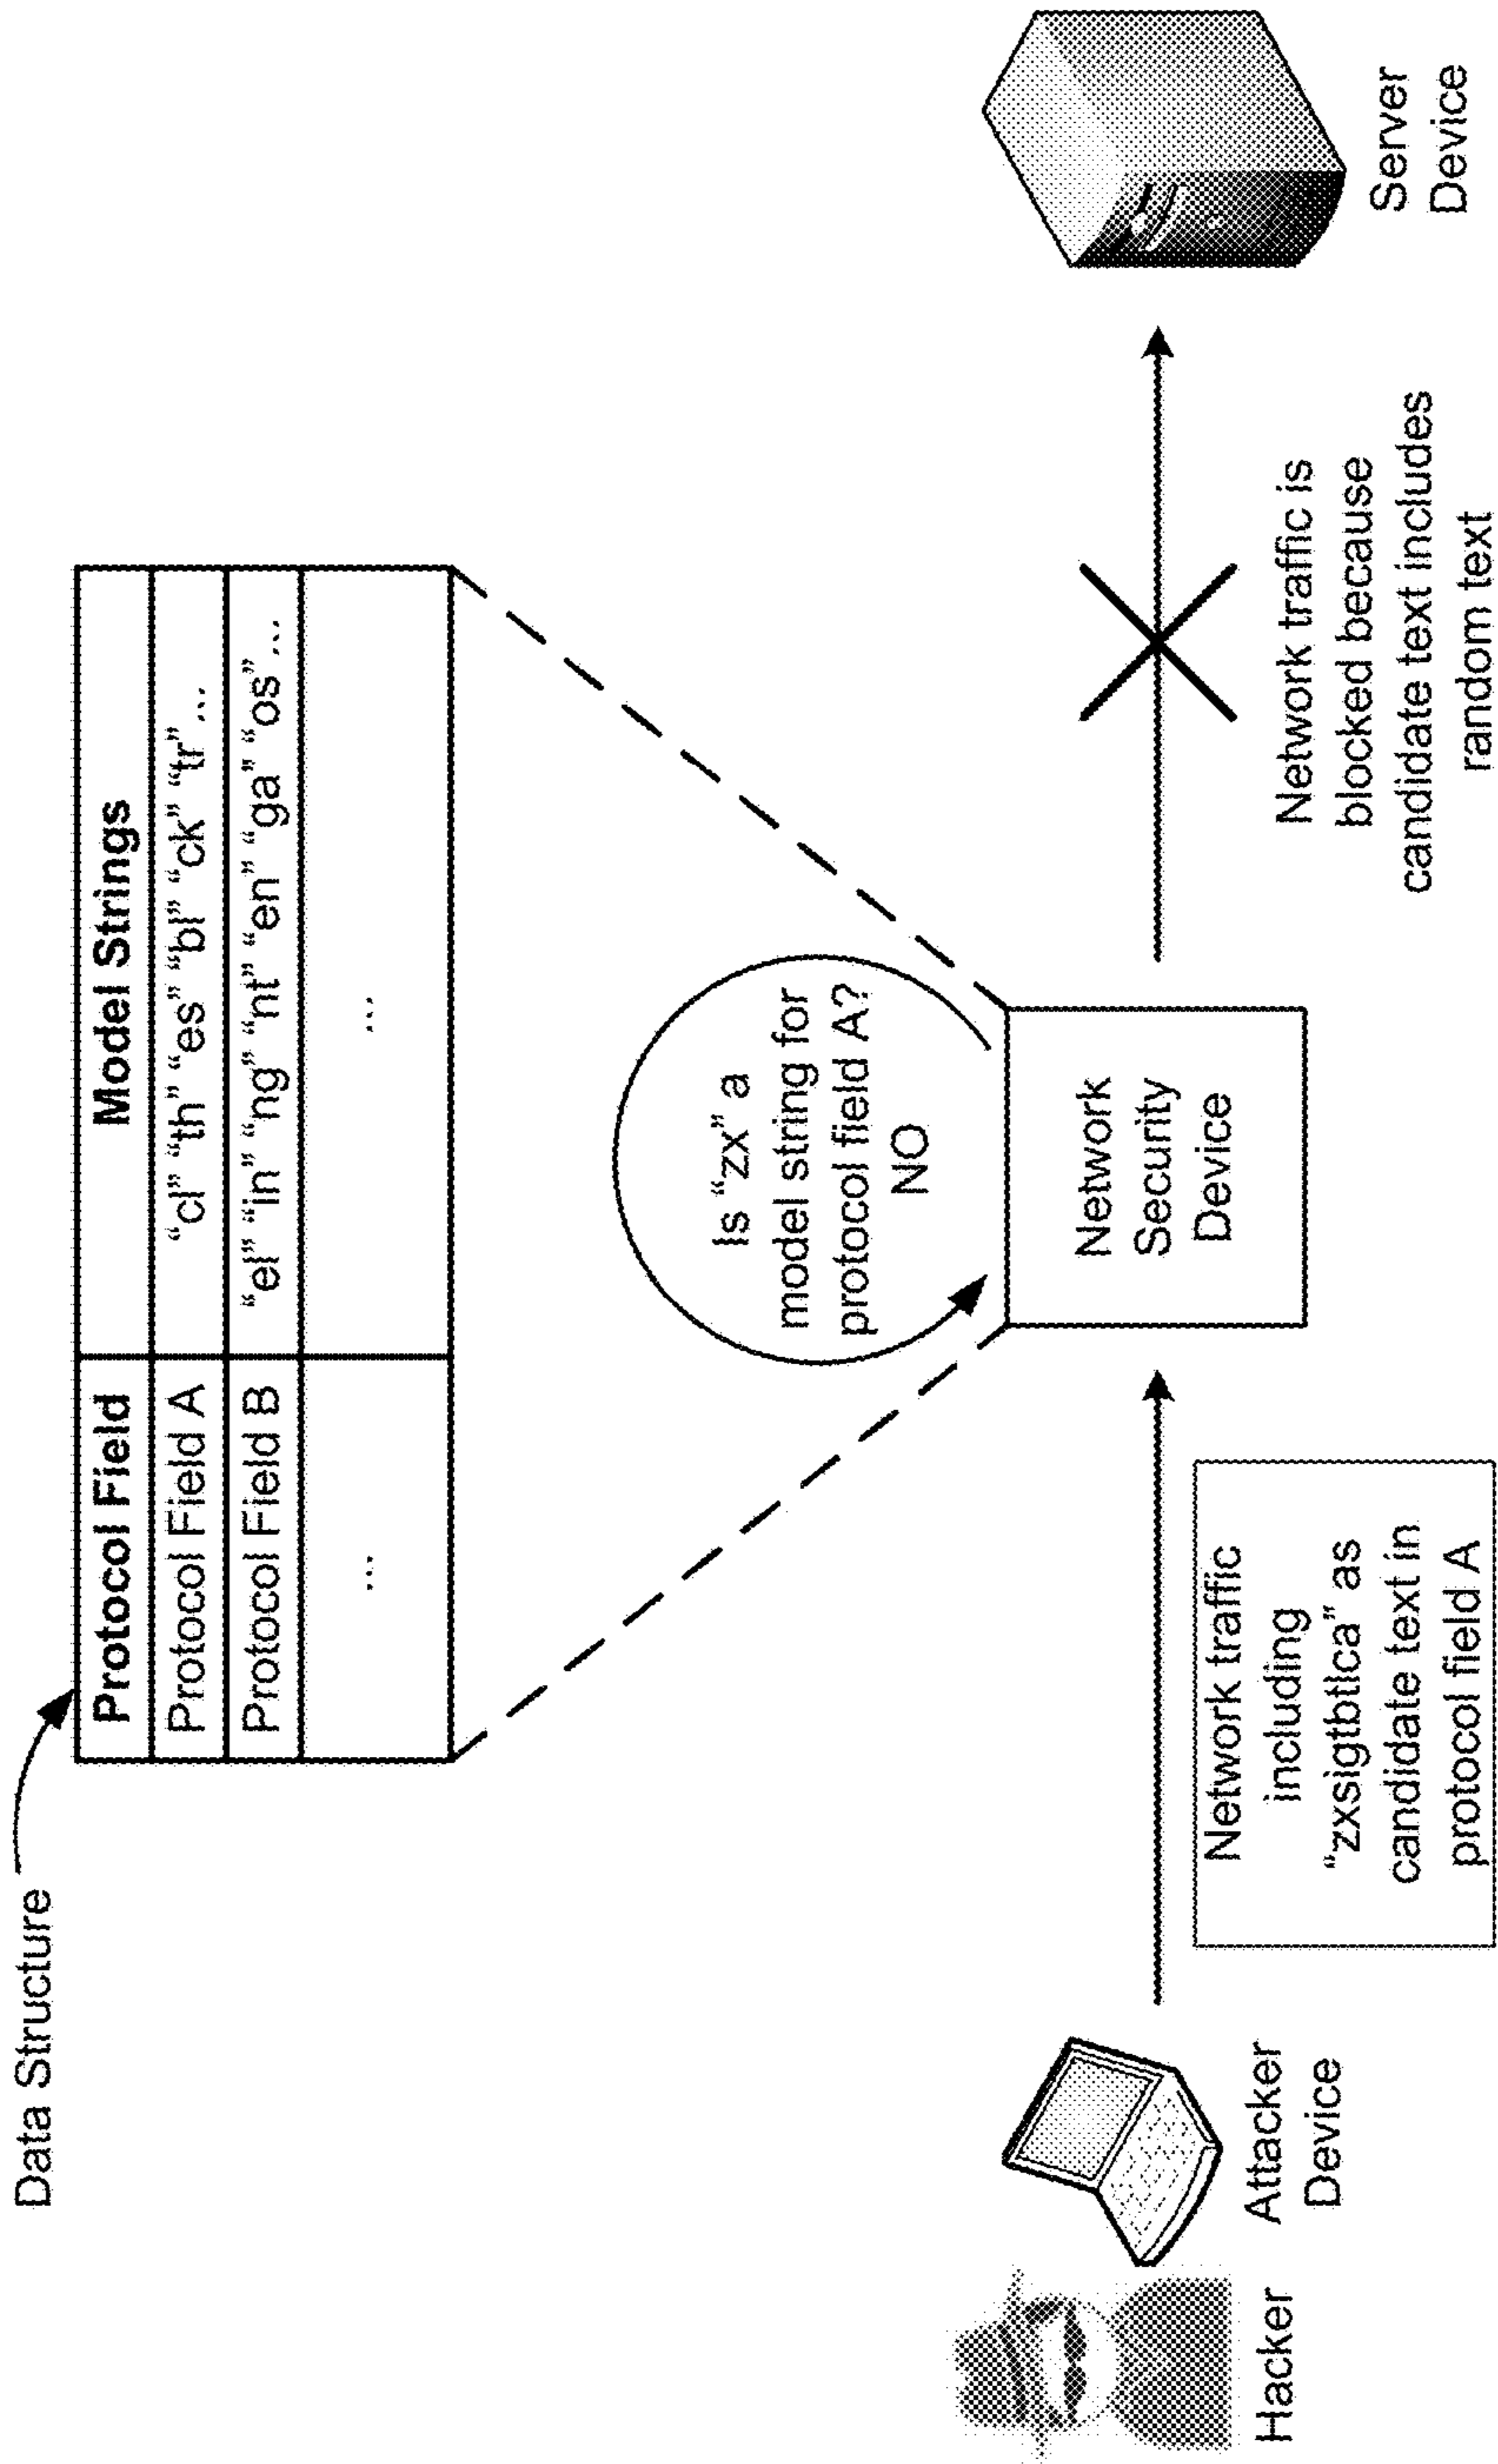 Data Structure
Protocol Field
Model Strings
Protocol Field A
“cl” “th” “es” “bl” “ck” “tr”...
Protocol Field B
“el” “in” “ng” “nt” “en” “ga” “os”...
...
...
Is “zx” a
model string for
protocol field A?
NO
Network
Security
Device
Hacker
Attacker
Device
Network traffic
including
“zxsigtbtlca” as
candidate text in
protocol field A
Network traffic is
blocked because
candidate text includes
random text
Server
Device